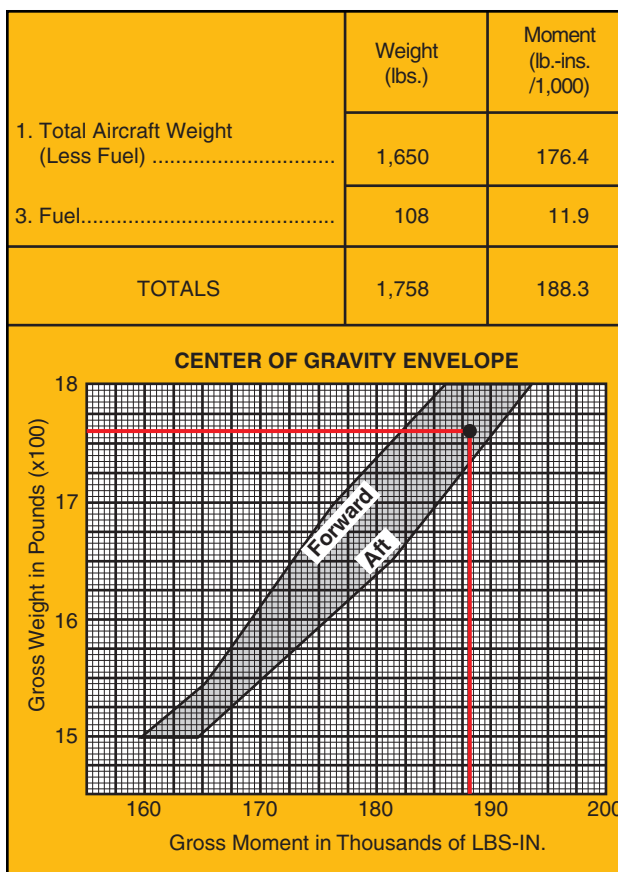 Weight
(lbs.)
Moment
(lb.-ins.
/1,000)
1. Total Aircraft Weight
(Less Fuel) ................................ 1,650 176.4
3. Fuel............................................ 108 11.9
TOTALS 1,758 188.3
CENTER OF GRAVITY ENVELOPE
Gross Weight in Pounds (x100)
18
17
16
15
Forward
Aft
160 170 180 190 200
Gross Moment in Thousands of LBS-IN.